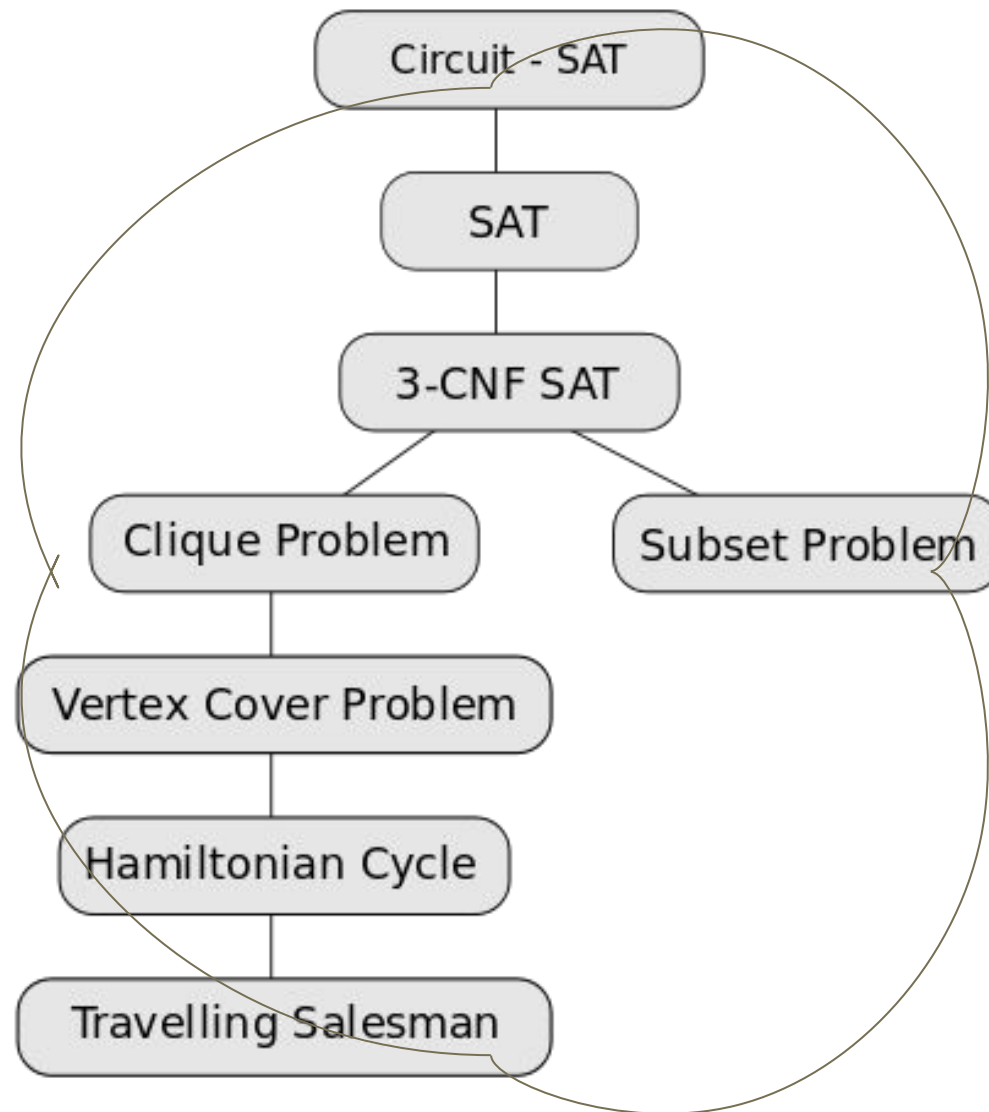 Circuit - SAT
SAT
3-CNF SAT
Clique Problem
Subset Problem
Vertex Cover Problem
Hamiltonian Cycle
Travelling Salesman